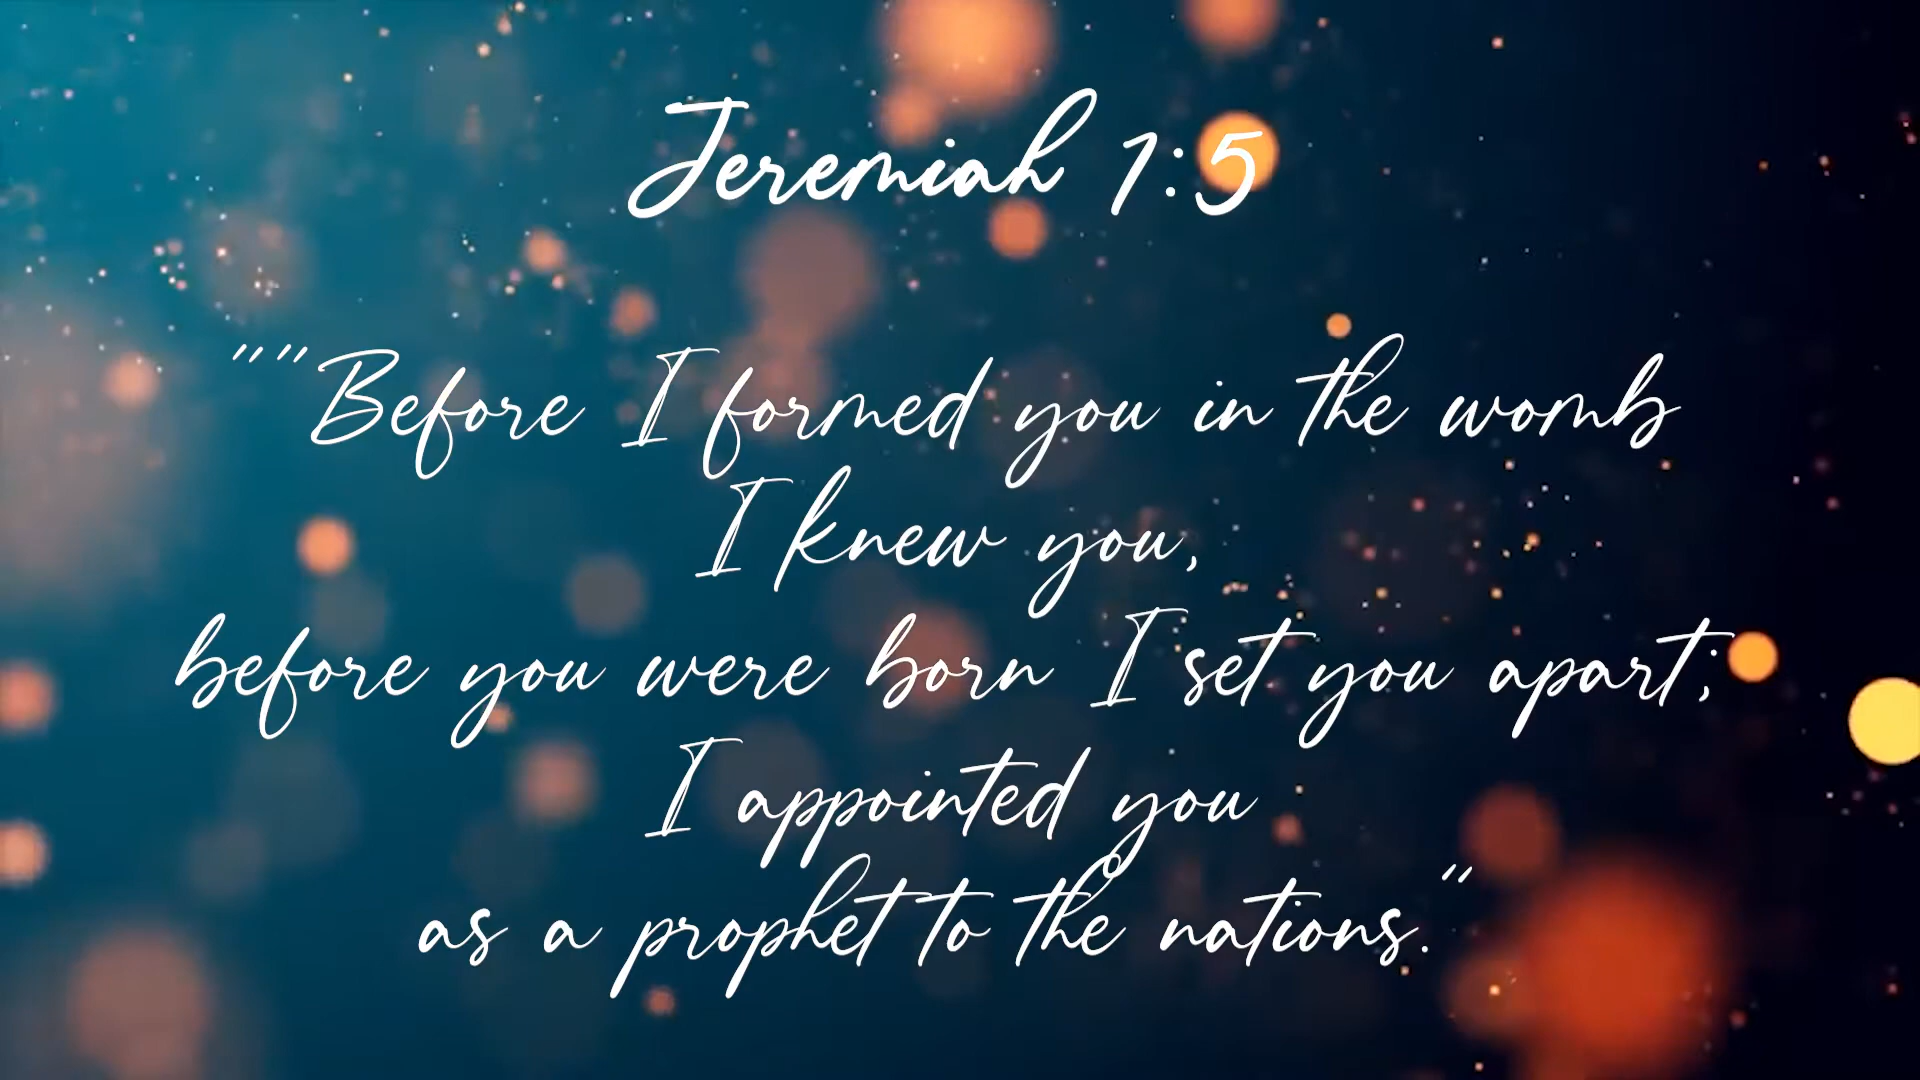 Jeremiah 1:5
""Before I formed you in the womb
I knew you,
before you were born I set you apart;
I appointed you
as a prophet to the nations."